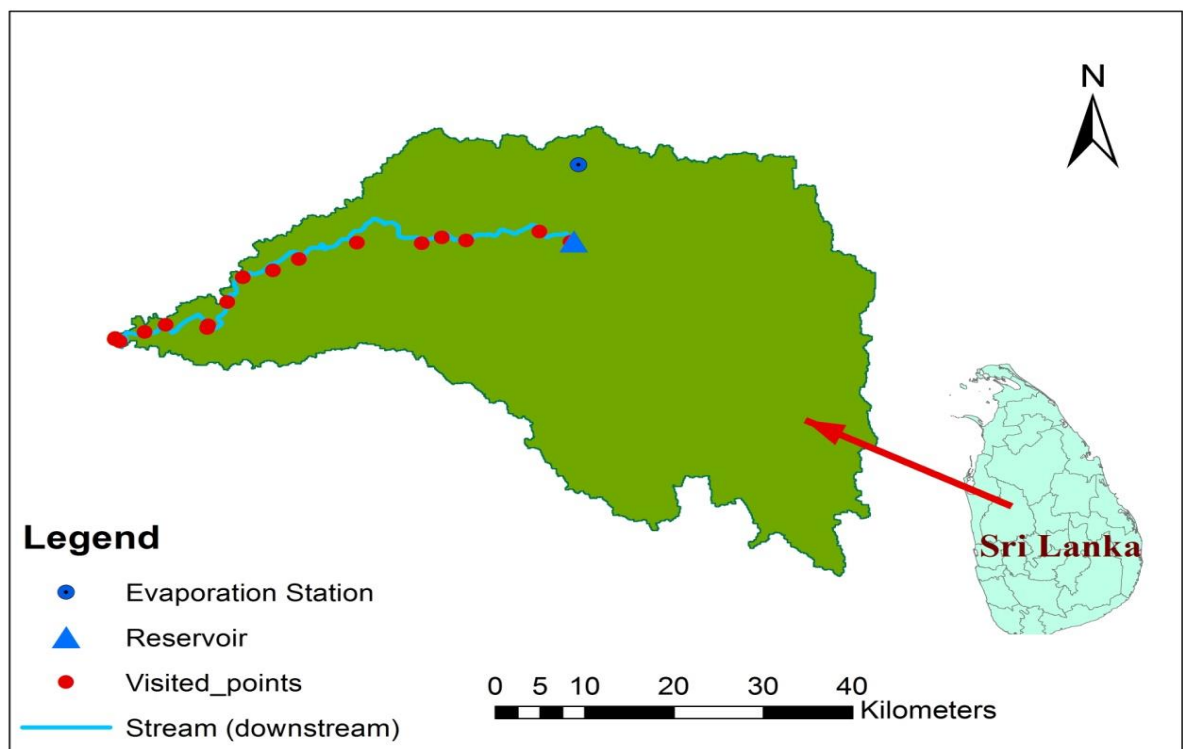 N
Sri Lanka
Legend
Evaporation Station
Reservoir
Visited_points
Stream (downstream)
0 5 10 20 30 40
Kilometers